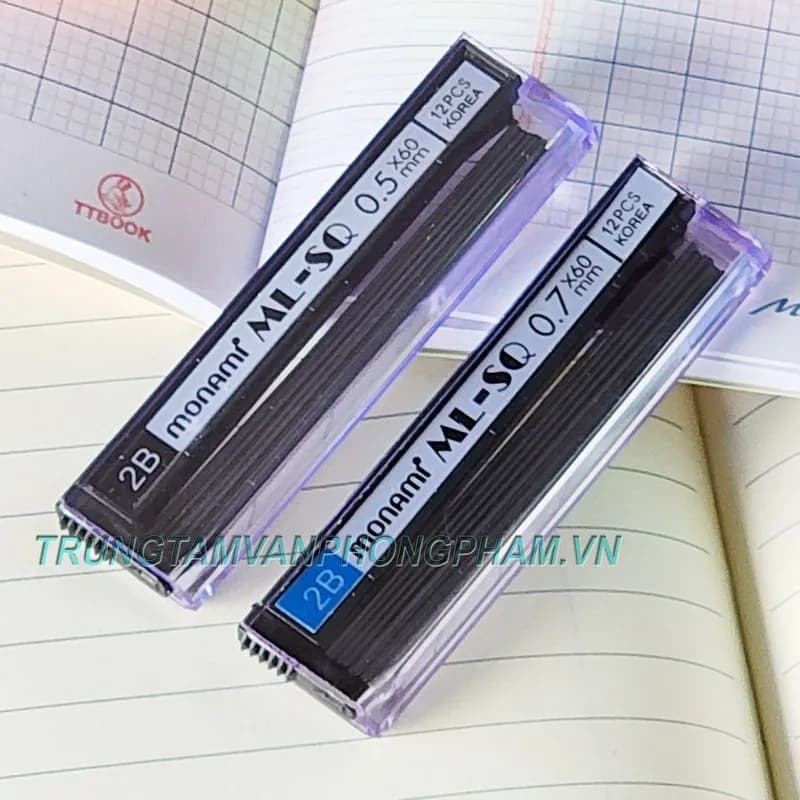 TTBOOK
2B monami ML-SQ 0.5 X60 mm 12PCS KOREA
2B monami ML-SQ 0.7 X60 mm 12PCS KOREA
TRUNGTAMVANPHONGPHAM.VN